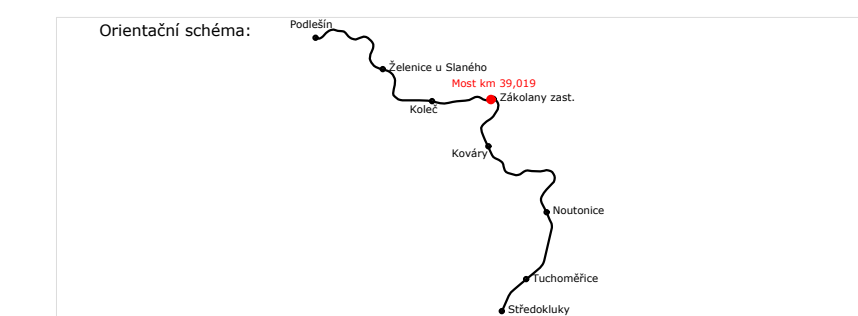 Orientační schéma:
Podlešín
Želenice u Slaného
Most km 39,019
Zákolany zast.
Koleč
Kováry
Noutonice
Tuchoměřice
Středokluky